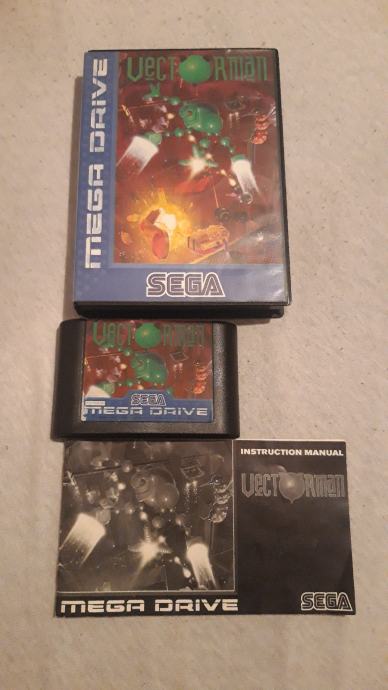 VECTORMAN
MEGA DRIVE
SEGA
VECTORMAN
SEGA
MEGA DRIVE
INSTRUCTION MANUAL
VECTORMAN
MEGA DRIVE
SEGA